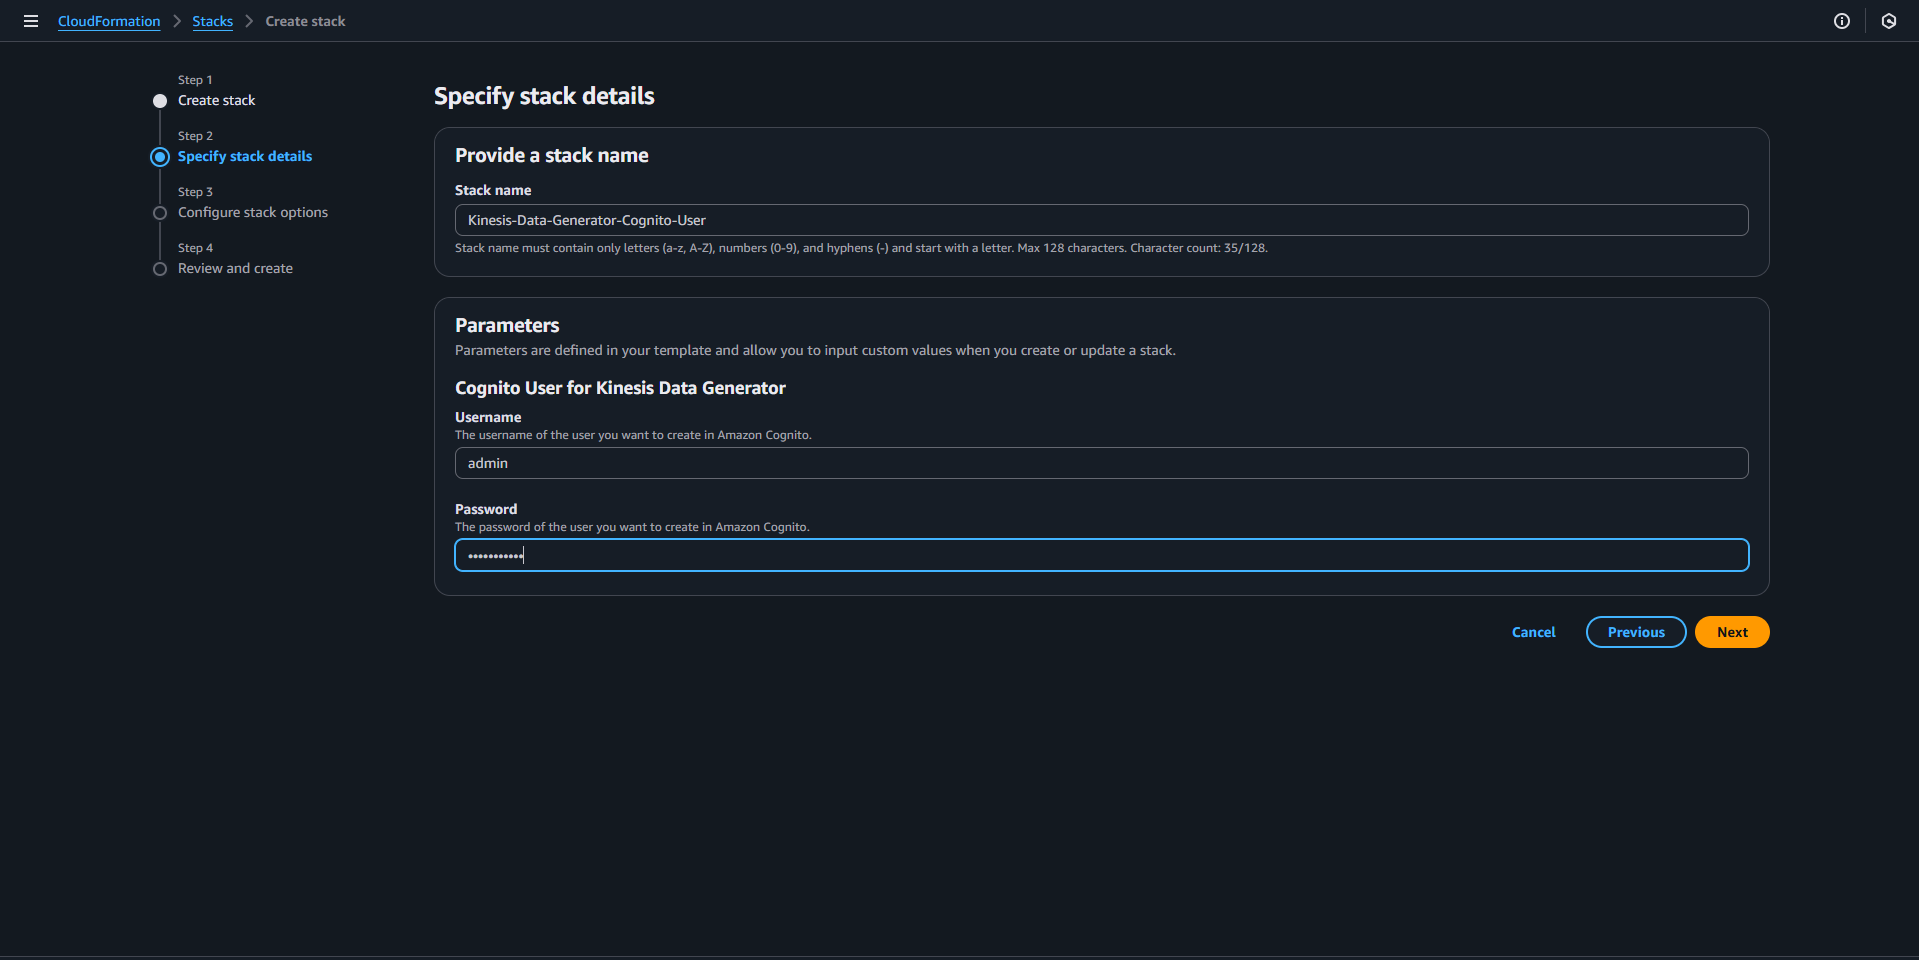 CloudFormation > Stacks > Create stack
Step 1
Create stack
Step 2
Specify stack details
Step 3
Configure stack options
Step 4
Review and create
Specify stack details
Provide a stack name
Stack name
Kinesis-Data-Generator-Cognito-User
Stack name must contain only letters (a-z, A-Z), numbers (0-9), and hyphens (-) and start with a letter. Max 128 characters. Character count: 35/128.
Parameters
Parameters are defined in your template and allow you to input custom values when you create or update a stack.
Cognito User for Kinesis Data Generator
Username
The username of the user you want to create in Amazon Cognito.
admin
Password
The password of the user you want to create in Amazon Cognito.
•••••••••••
Cancel Previous Next